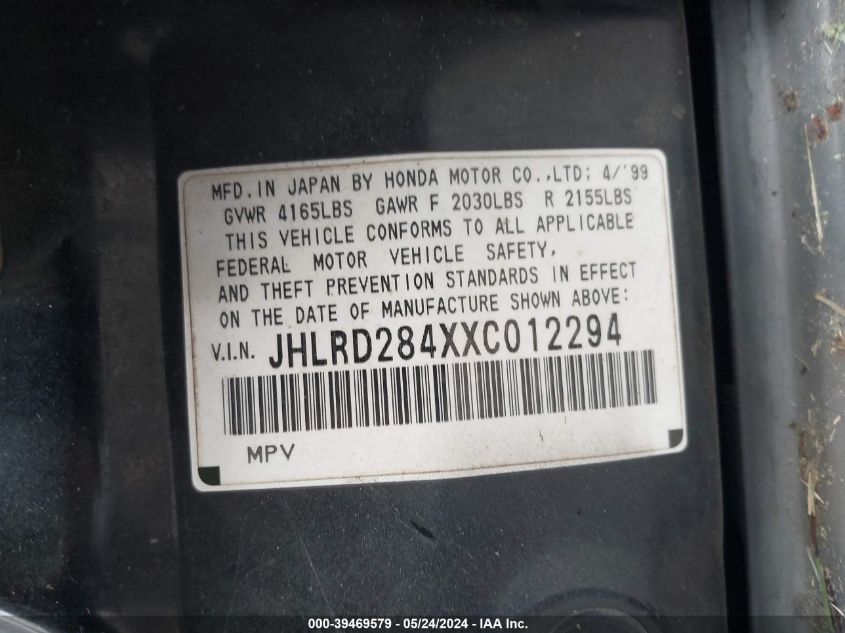 MFD. IN JAPAN BY HONDA MOTOR CO.,LTD: 4/'99
GVWR 4165LBS GAWR F 2030LBS R 2155LBS
THIS VEHICLE CONFORMS TO ALL APPLICABLE
FEDERAL MOTOR VEHICLE SAFETY,
AND THEFT PREVENTION STANDARDS IN EFFECT
ON THE DATE OF MANUFACTURE SHOWN ABOVE:
V.I.N. JHLRD284XXC012294
MPV
000-39469579 / 05/24/2024 - IAA Inc.